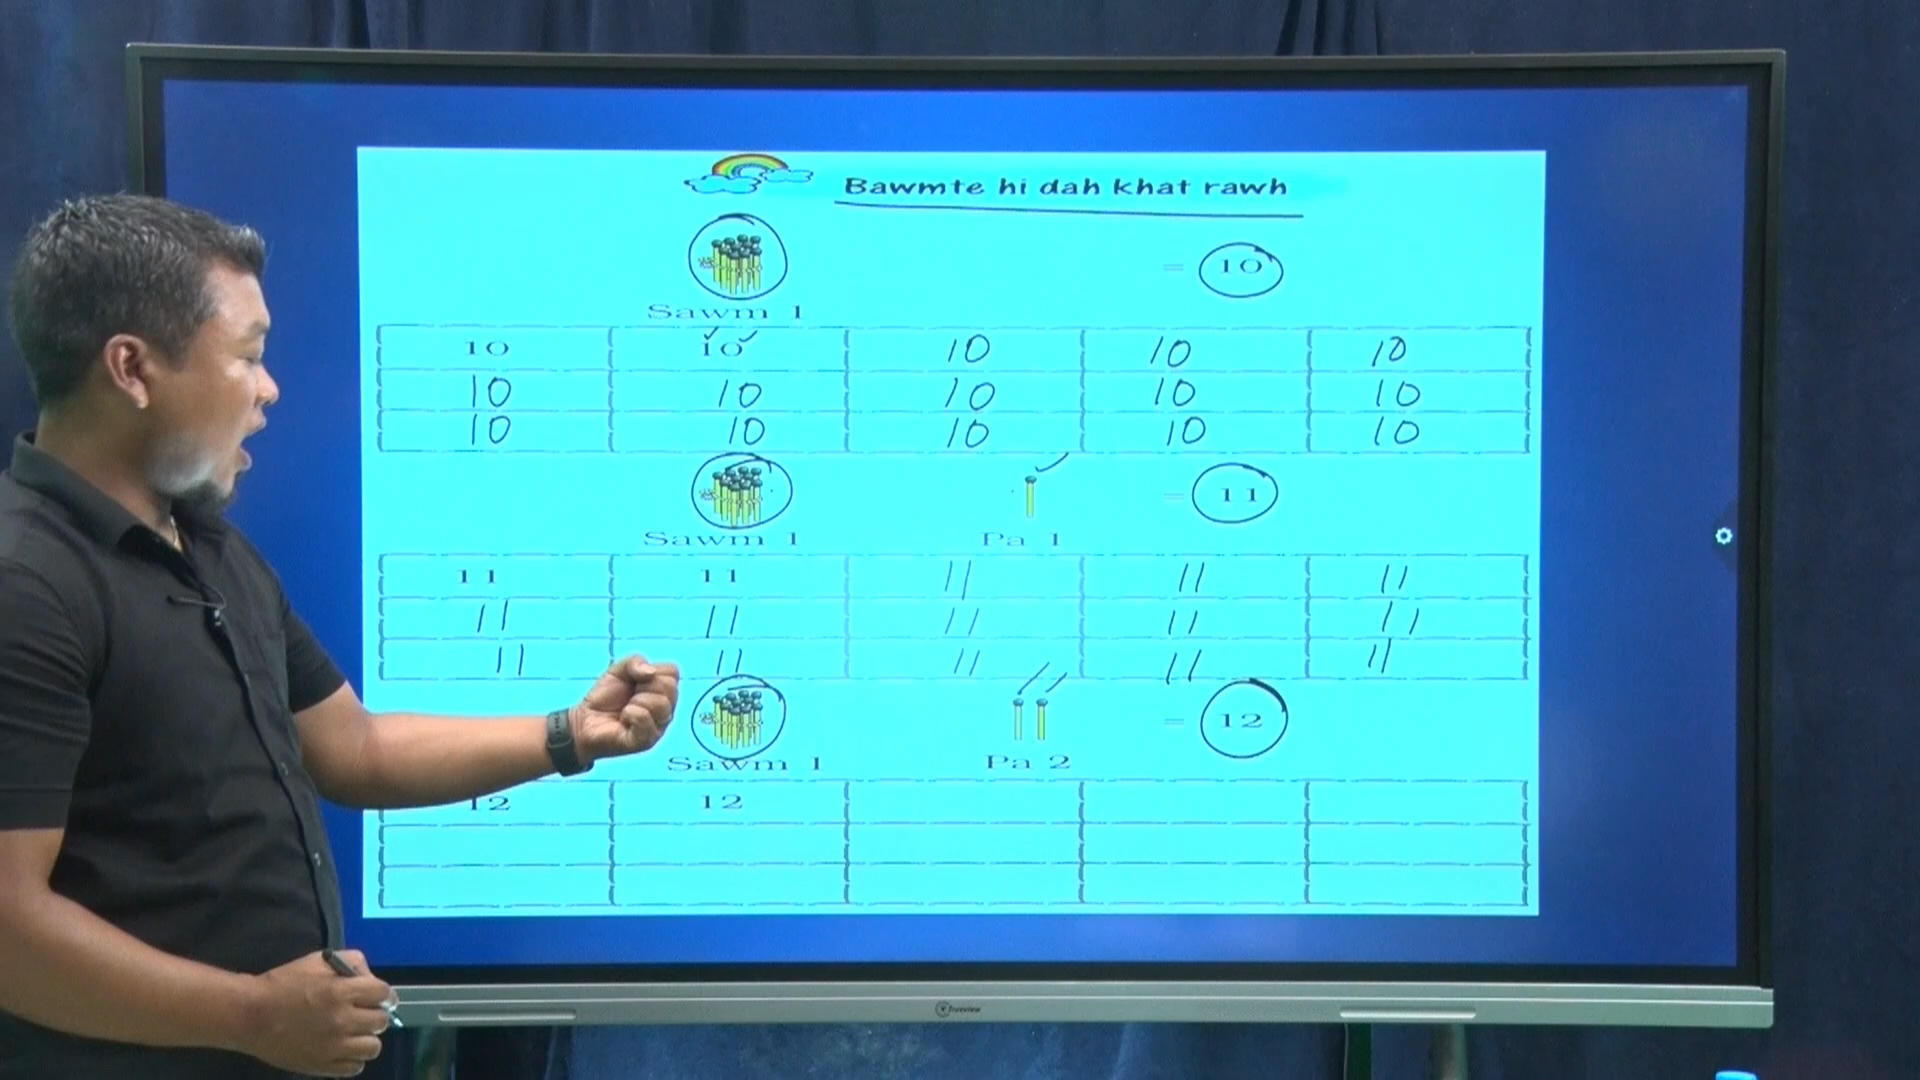 Bawmte hi dah khat rawh
= 10
Sawm 1
10 10 10 10 10
10 10 10 10 10
10 10 10 10 10
= 11
Sawm 1 Pa 1
11 11 11 11 11
11 11 11 11 11
11 11 11 11 11
= 12
Sawm 1 Pa 2
12 12
Trueview